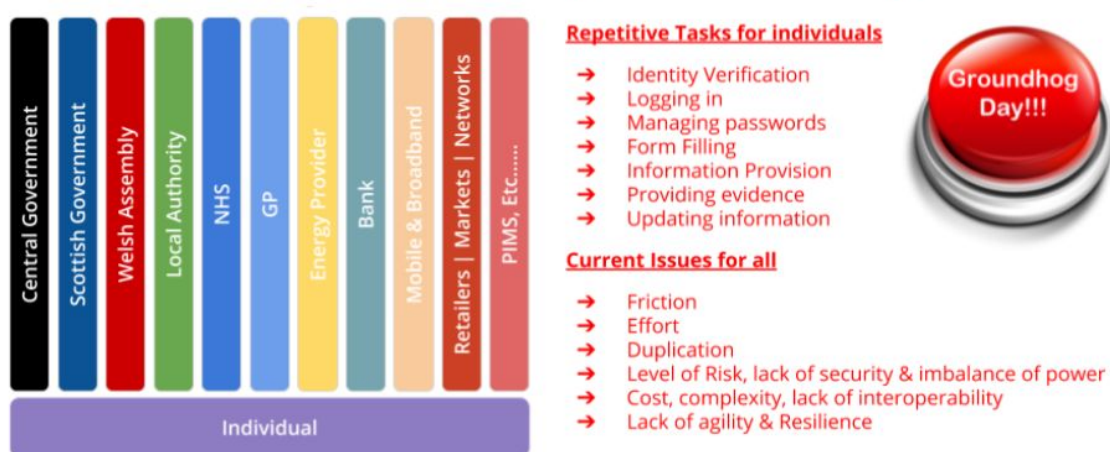 Central Government
Scottish Government
Welsh Assembly
Local Authority
NHS
GP
Energy Provider
Bank
Mobile & Broadband
Retailers | Markets | Networks
PIMS, Etc......
Individual
Repetitive Tasks for individuals
➔ Identity Verification
➔ Logging in
➔ Managing passwords
➔ Form Filling
➔ Information Provision
➔ Providing evidence
➔ Updating information
Groundhog
Day!!!
Current Issues for all
➔ Friction
➔ Effort
➔ Duplication
➔ Level of Risk, lack of security & imbalance of power
➔ Cost, complexity, lack of interoperability
➔ Lack of agility & Resilience